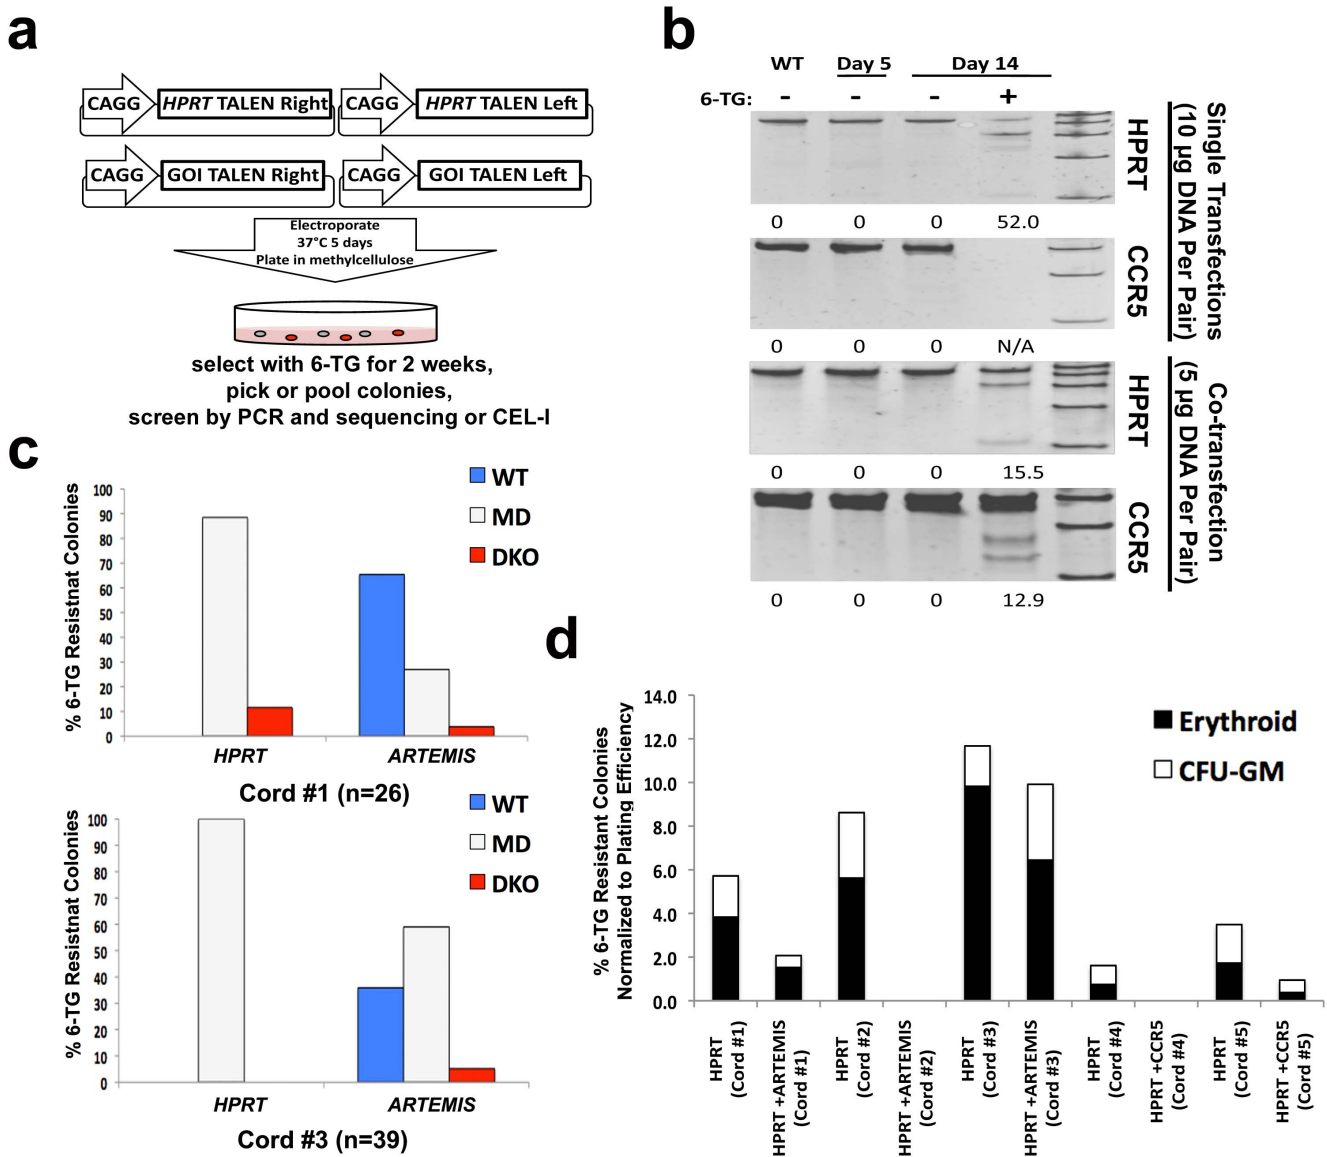 a
CAGG
HPRT TALEN Right
CAGG
HPRT TALEN Left
CAGG
GOI TALEN Right
CAGG
GOI TALEN Left
Electroporate
37°C 5 days
Plate in methylcellulose
select with 6-TG for 2 weeks,
pick or pool colonies,
screen by PCR and sequencing or CEL-I
b
WT
Day 5
Day 14
6-TG:
-
-
-
+
HPRT
0
0
0
52.0
CCR5
0
0
0
N/A
Single Transfections
(10 µg DNA Per Pair)
HPRT
0
0
0
15.5
CCR5
0
0
0
12.9
Co-transfection
(5 µg DNA Per Pair)
c
% 6-TG Resistnat Colonies
100
90
80
70
60
50
40
30
20
10
0
WT
MD
DKO
HPRT
ARTEMIS
Cord #1 (n=26)
% 6-TG Resistnat Colonies
100
90
80
70
60
50
40
30
20
10
0
WT
MD
DKO
HPRT
ARTEMIS
Cord #3 (n=39)
d
% 6-TG Resistant Colonies
Normalized to Plating Efficiency
14.0
12.0
10.0
8.0
6.0
4.0
2.0
0.0
Erythroid
CFU-GM
HPRT
(Cord #1)
HPRT +ARTEMIS
(Cord #1)
HPRT
(Cord #2)
HPRT +ARTEMIS
(Cord #2)
HPRT
(Cord #3)
HPRT +ARTEMIS
(Cord #3)
HPRT
(Cord #4)
HPRT +CCR5
(Cord #4)
HPRT
(Cord #5)
HPRT +CCR5
(Cord #5)